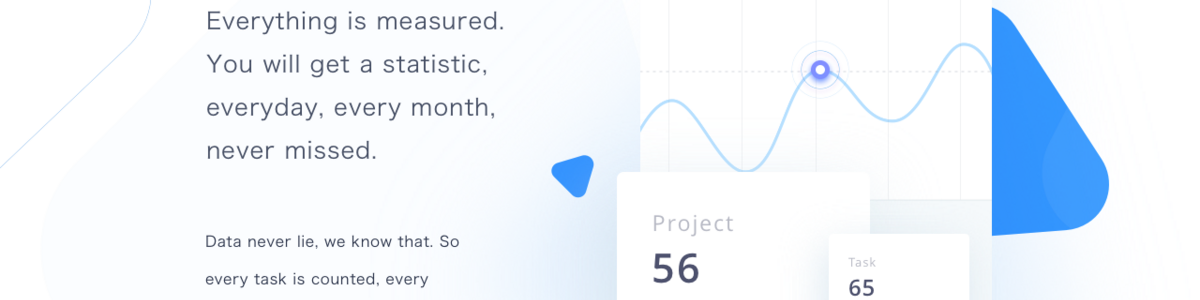 Everything is measured.
You will get a statistic,
everyday, every month,
never missed.
Data never lie, we know that. So
every task is counted, every
Project
56
Task
65